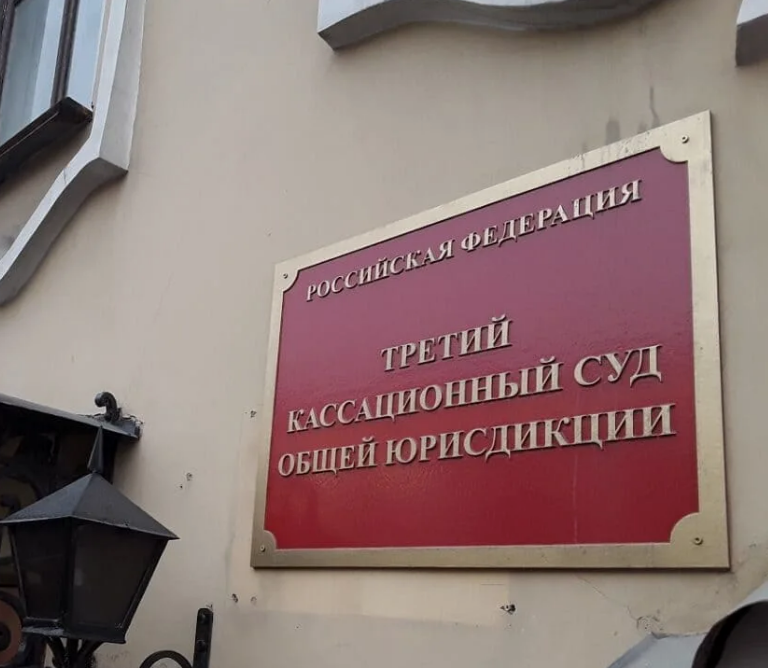 РОССИЙСКАЯ ФЕДЕРАЦИЯ
ТРЕТИЙ
КАССАЦИОННЫЙ СУД
ОБЩЕЙ ЮРИСДИКЦИИ